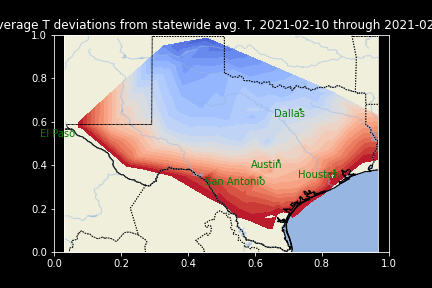 verage T deviations from statewide avg. T, 2021-02-10 through 2021-02
1.0
0.8
0.6
0.4
0.2
0.0
0.0 0.2 0.4 0.6 0.8 1.0
Dallas
El Paso
Austin
Houston
San Antonio